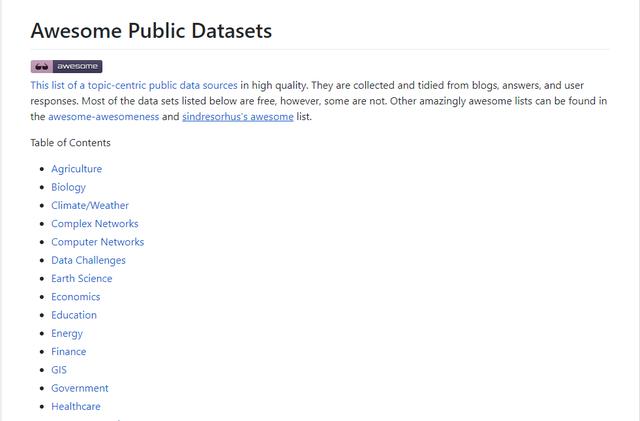 Awesome Public Datasets
awesome
This list of a topic-centric public data sources in high quality. They are collected and tidied from blogs, answers, and user
responses. Most of the data sets listed below are free, however, some are not. Other amazingly awesome lists can be found in
the awesome-awesomeness and sindresorhus's awesome list.
Table of Contents
• Agriculture
• Biology
• Climate/Weather
• Complex Networks
• Computer Networks
• Data Challenges
• Earth Science
• Economics
• Education
• Energy
• Finance
• GIS
• Government
• Healthcare